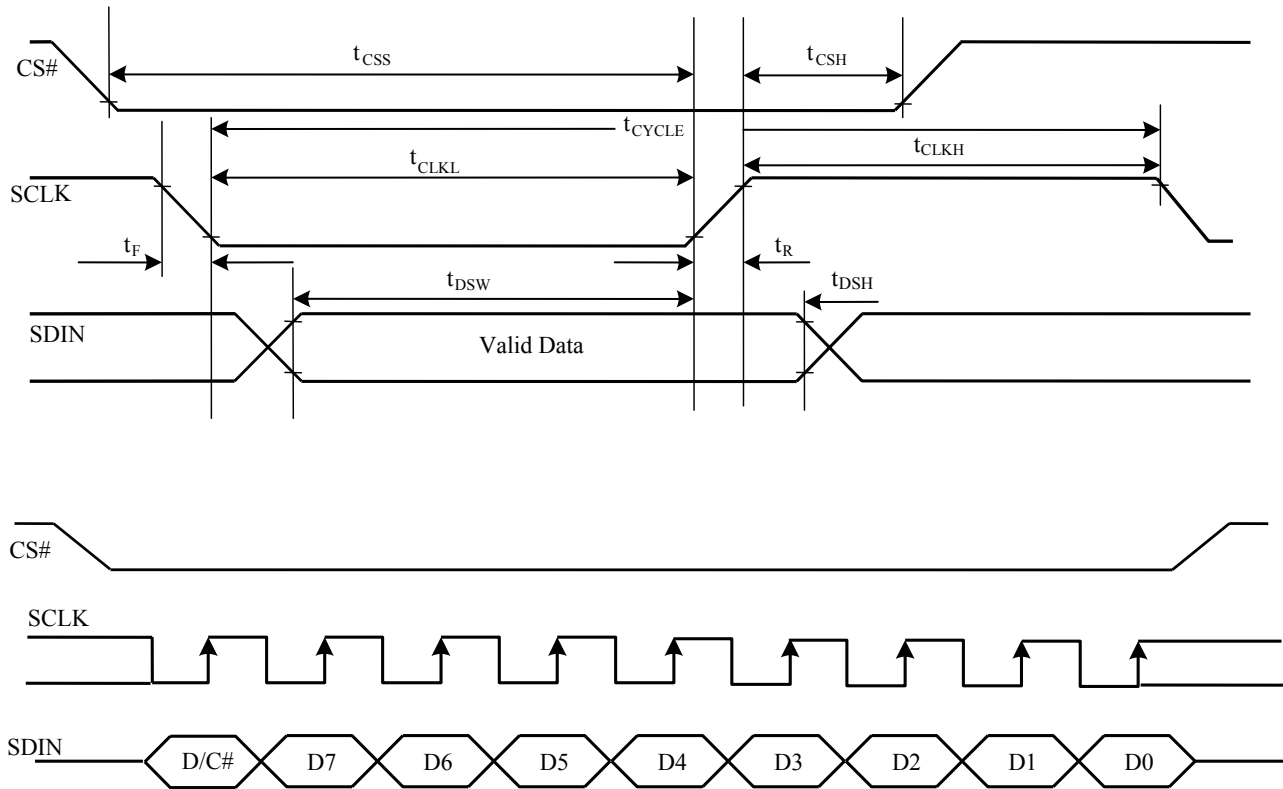 CS#
tCSS
tCSH
tCYCLE
tCLKL
tCLKH
SCLK
tF
tR
tDSW
tDSH
SDIN
Valid Data
CS#
SCLK
SDIN
D/C# D7 D6 D5 D4 D3 D2 D1 D0